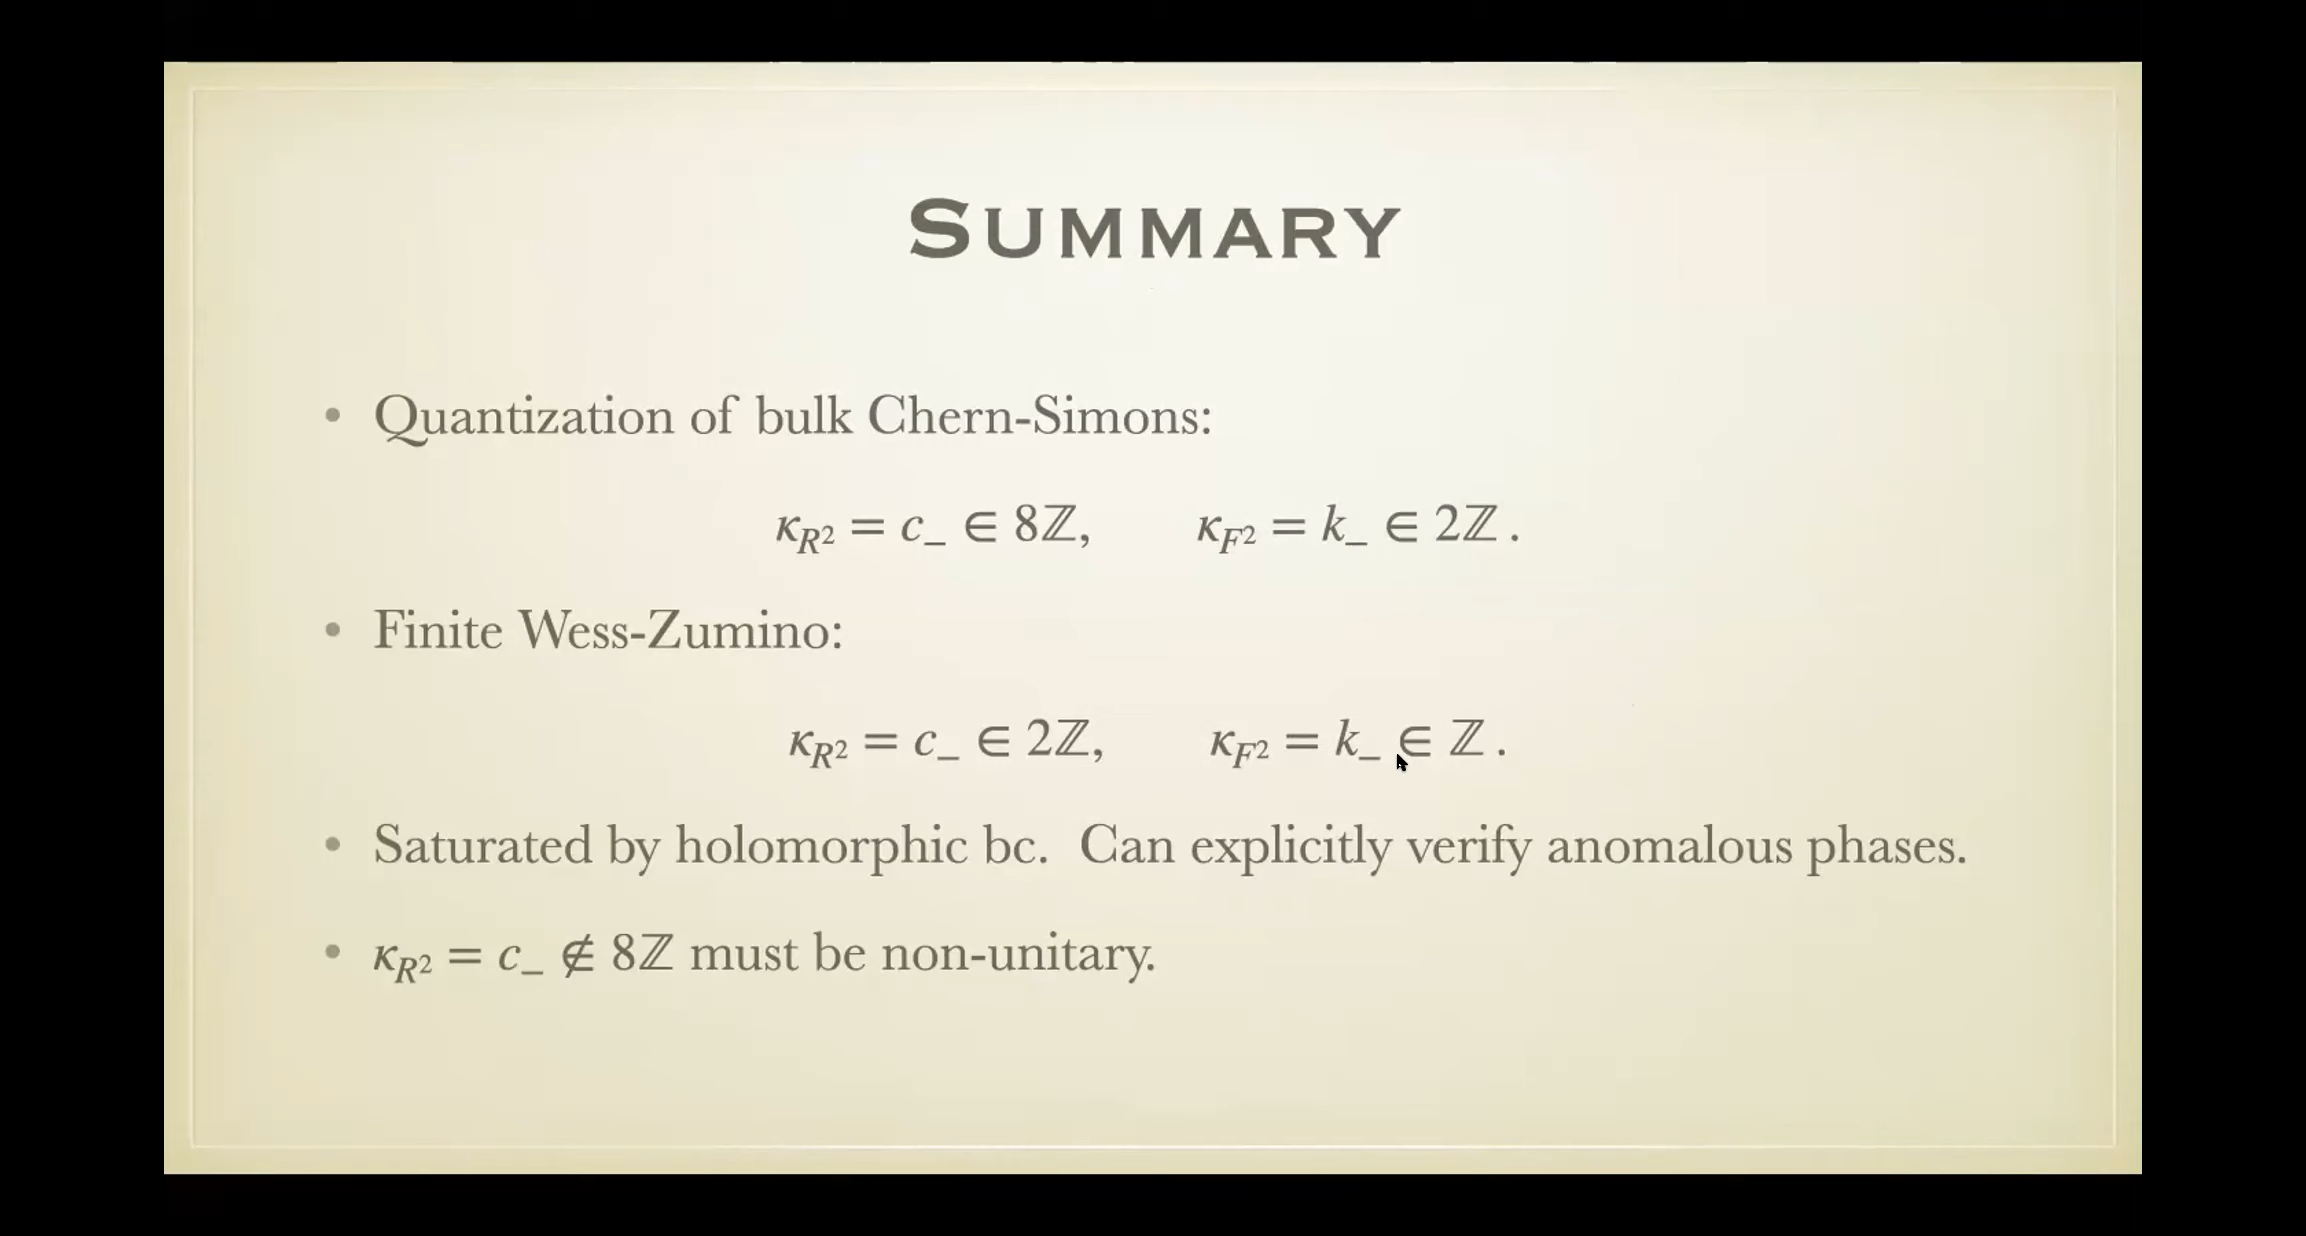 SUMMARY
• Quantization of bulk Chern-Simons:
κ_{R²} = c_− ∈ 8ℤ, κ_{F²} = k_− ∈ 2ℤ.
• Finite Wess-Zumino:
κ_{R²} = c_− ∈ 2ℤ, κ_{F²} = k_− ∈ ℤ.
• Saturated by holomorphic bc. Can explicitly verify anomalous phases.
• κ_{R²} = c_− ∉ 8ℤ must be non-unitary.